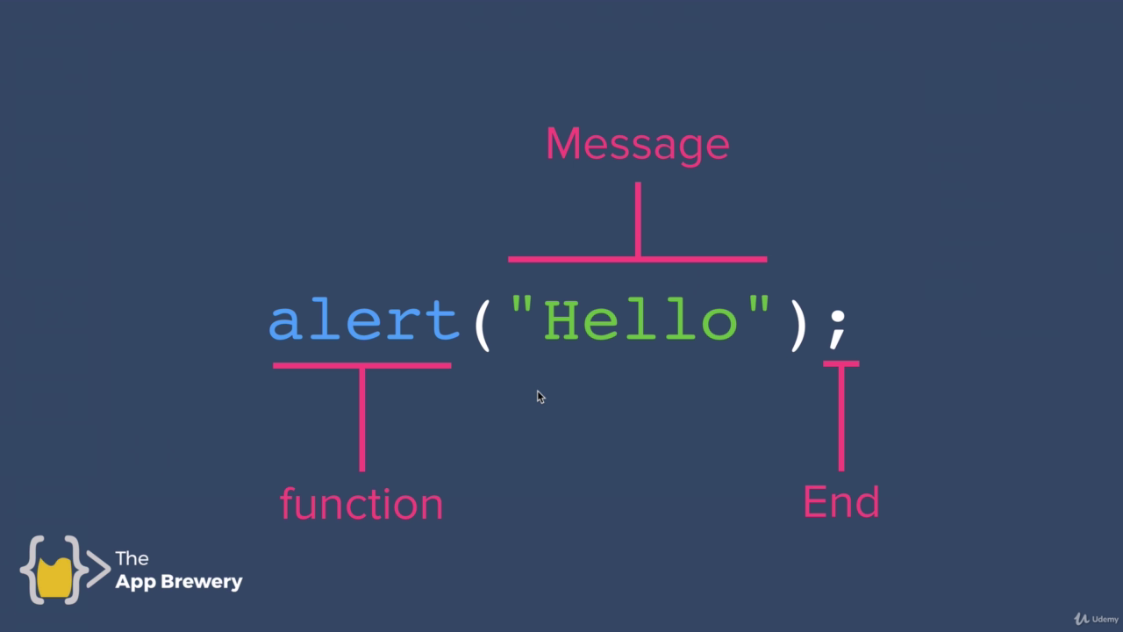 Message
alert("Hello");
function
End
The
App Brewery
Udemy